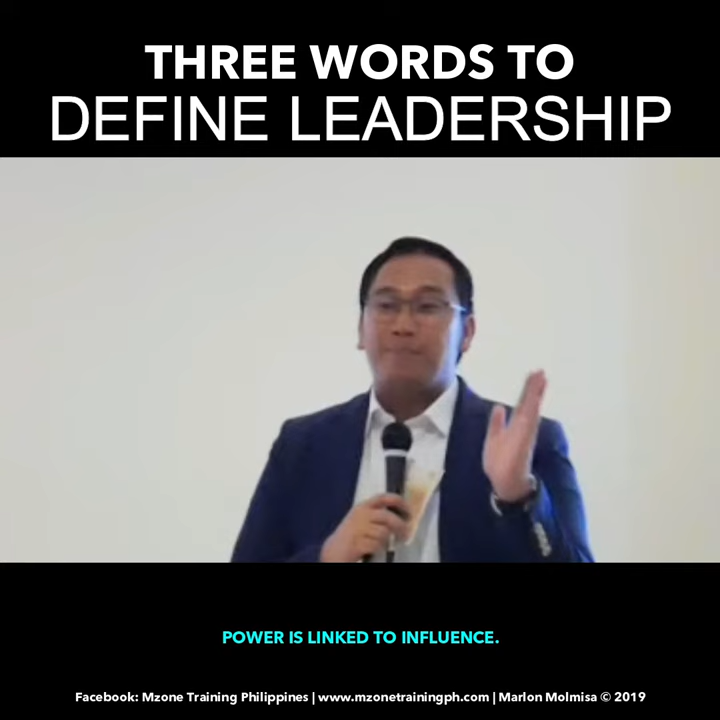 THREE WORDS TO
DEFINE LEADERSHIP
POWER IS LINKED TO INFLUENCE.
Facebook: Mzone Training Philippines | www.mzonetrainingph.com | Marlon Molmisa © 2019